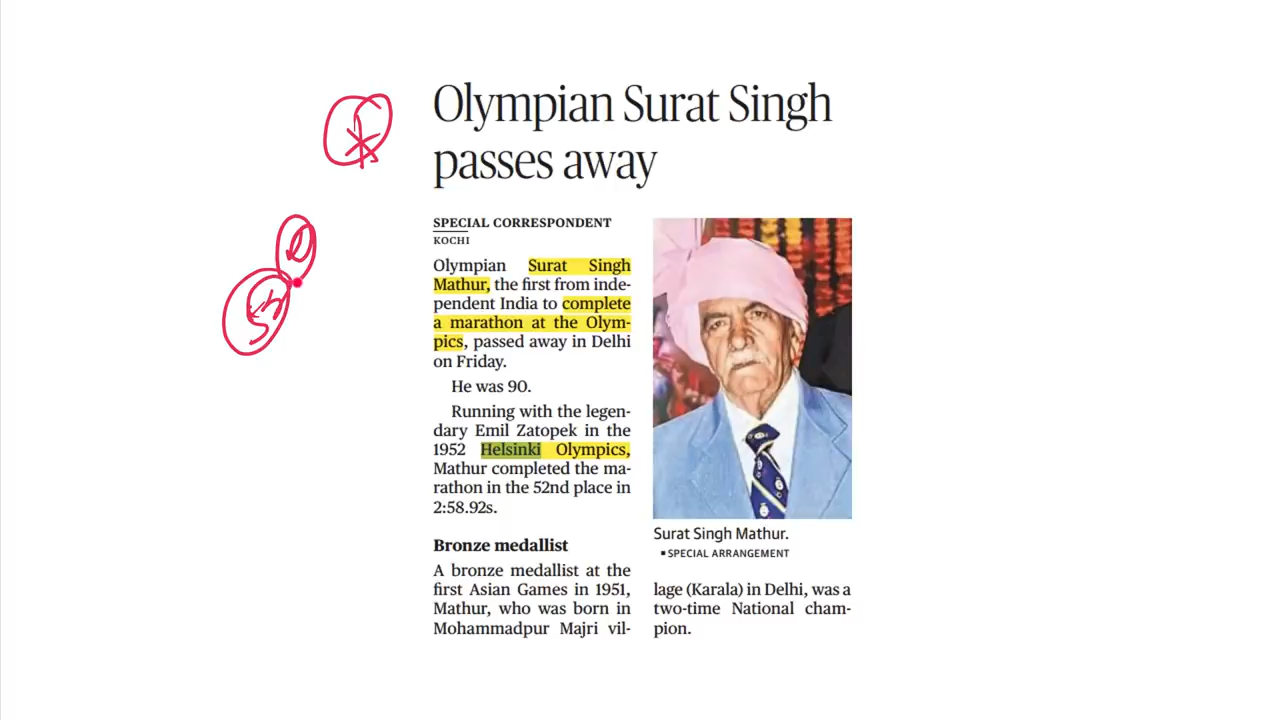 Olympian Surat Singh
passes away
SPECIAL CORRESPONDENT
KOCHI
Olympian Surat Singh
Mathur, the first from inde-
pendent India to complete
a marathon at the Olym-
pics, passed away in Delhi
on Friday.
He was 90.
Running with the legen-
dary Emil Zatopek in the
1952 Helsinki Olympics,
Mathur completed the ma-
rathon in the 52nd place in
2:58.92s.
Bronze medallist
A bronze medallist at the
first Asian Games in 1951,
Mathur, who was born in
Mohammadpur Majri vil-
Surat Singh Mathur.
▪ SPECIAL ARRANGEMENT
lage (Karala) in Delhi, was a
two-time National cham-
pion.